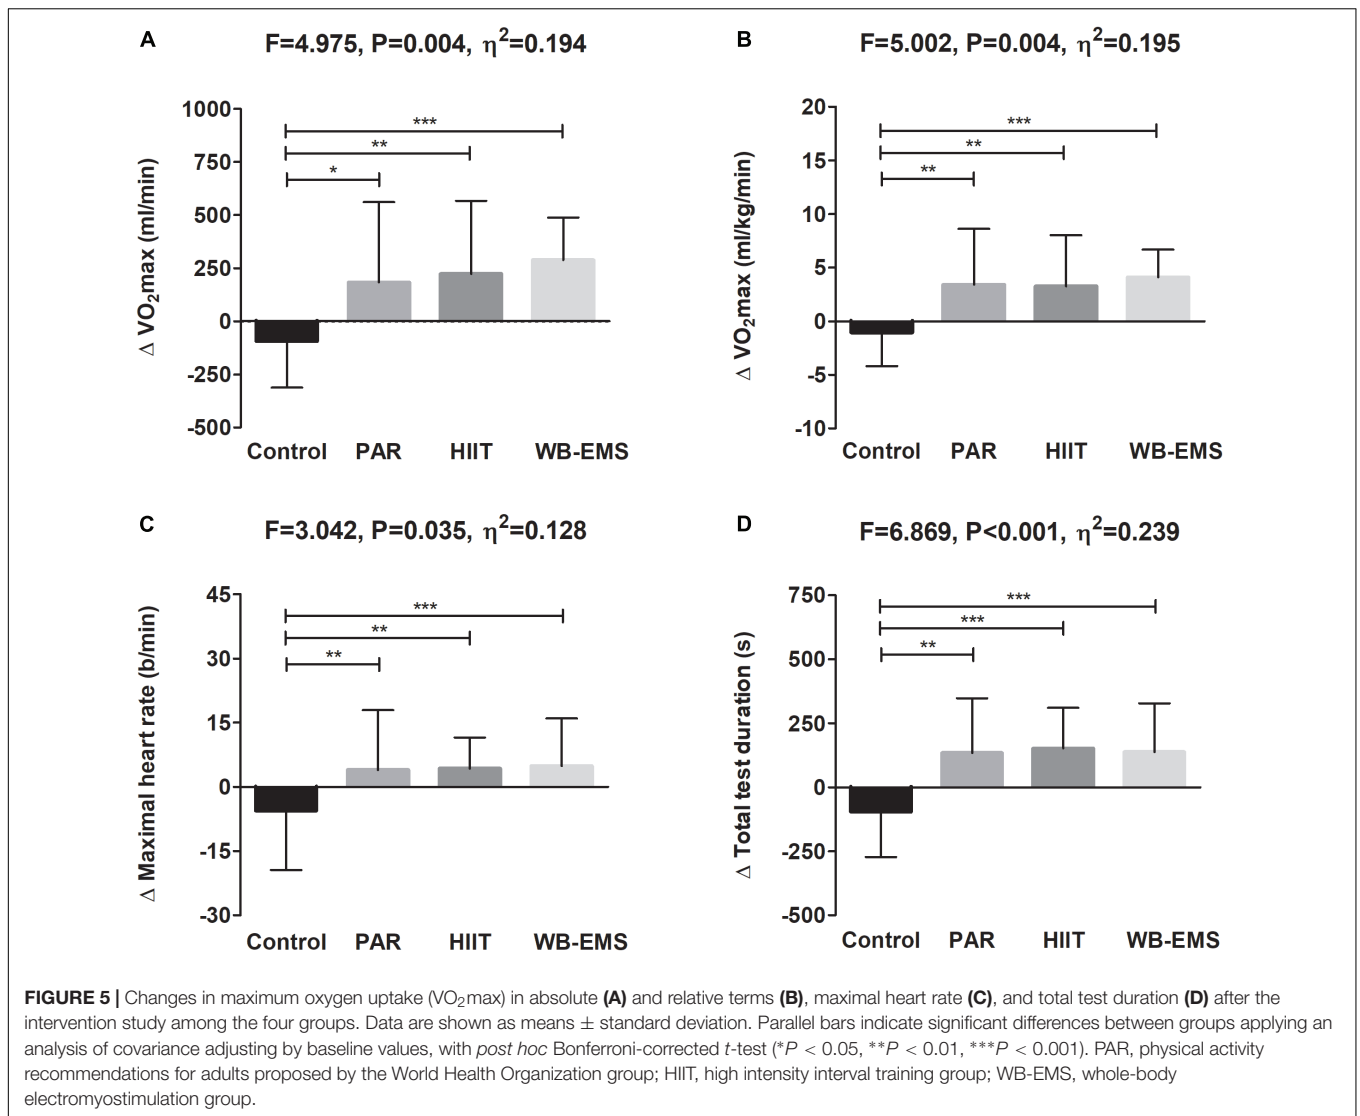 A
F=4.975, P=0.004, η²=0.194
Δ VO₂max (ml/min)
1000
750
500
250
0
-250
-500
***
**
*
Control PAR HIIT WB-EMS
B
F=5.002, P=0.004, η²=0.195
Δ VO₂max (ml/kg/min)
20
15
10
5
0
-5
-10
***
**
**
Control PAR HIIT WB-EMS
C
F=3.042, P=0.035, η²=0.128
Δ Maximal heart rate (b/min)
45
30
15
0
-15
-30
***
**
**
Control PAR HIIT WB-EMS
D
F=6.869, P<0.001, η²=0.239
Δ Total test duration (s)
750
500
250
0
-250
-500
***
***
**
Control PAR HIIT WB-EMS
FIGURE 5 | Changes in maximum oxygen uptake (VO₂max) in absolute (A) and relative terms (B), maximal heart rate (C), and total test duration (D) after the
intervention study among the four groups. Data are shown as means ± standard deviation. Parallel bars indicate significant differences between groups applying an
analysis of covariance adjusting by baseline values, with post hoc Bonferroni-corrected t-test (*P < 0.05, **P < 0.01, ***P < 0.001). PAR, physical activity
recommendations for adults proposed by the World Health Organization group; HIIT, high intensity interval training group; WB-EMS, whole-body
electromyostimulation group.